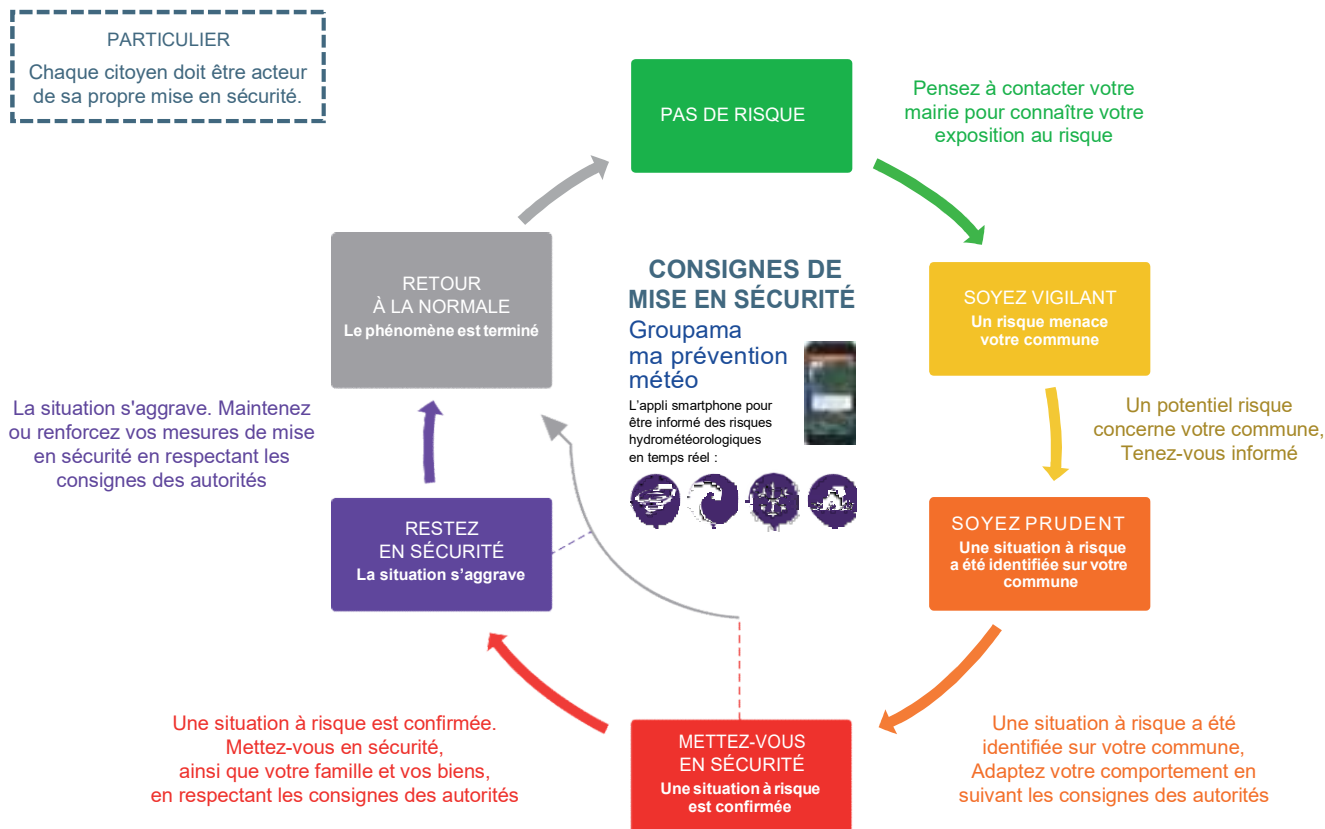 PARTICULIER
Chaque citoyen doit être acteur
de sa propre mise en sécurité.
PAS DE RISQUE
Pensez à contacter votre
mairie pour connaître votre
exposition au risque
SOYEZ VIGILANT
Un risque menace
votre commune
Un potentiel risque
concerne votre commune,
Tenez-vous informé
SOYEZ PRUDENT
Une situation à risque
a été identifiée sur votre
commune
Une situation à risque a été
identifiée sur votre commune,
Adaptez votre comportement en
suivant les consignes des autorités
METTEZ-VOUS
EN SÉCURITÉ
Une situation à risque
est confirmée
Une situation à risque est confirmée.
Mettez-vous en sécurité,
ainsi que votre famille et vos biens,
en respectant les consignes des autorités
RESTEZ
EN SÉCURITÉ
La situation s’aggrave
La situation s'aggrave. Maintenez
ou renforcez vos mesures de mise
en sécurité en respectant les
consignes des autorités
RETOUR
À LA NORMALE
Le phénomène est terminé
CONSIGNES DE
MISE EN SÉCURITÉ
Groupama
ma prévention
météo
L'appli smartphone pour
être informé des risques
hydrométéorologiques
en temps réel :